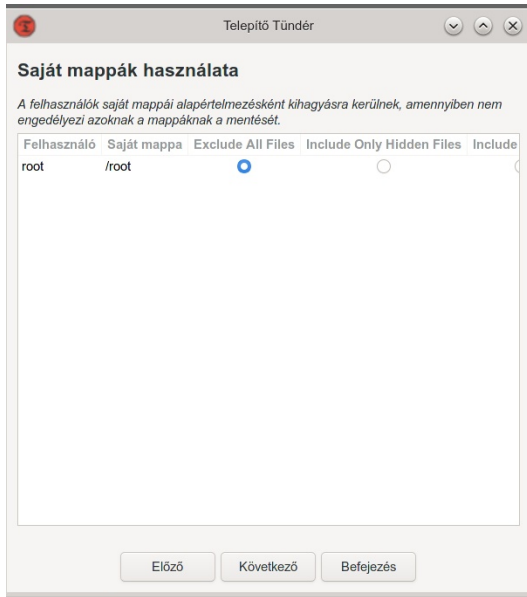 Telepítő Tündér
Saját mappák használata
A felhasználók saját mappái alapértelmezésként kihagyásra kerülnek, amennyiben nem
engedélyezi azoknak a mappáknak a mentését.
Felhasználó Saját mappa Exclude All Files Include Only Hidden Files Include
root /root
Előző Következő Befejezés